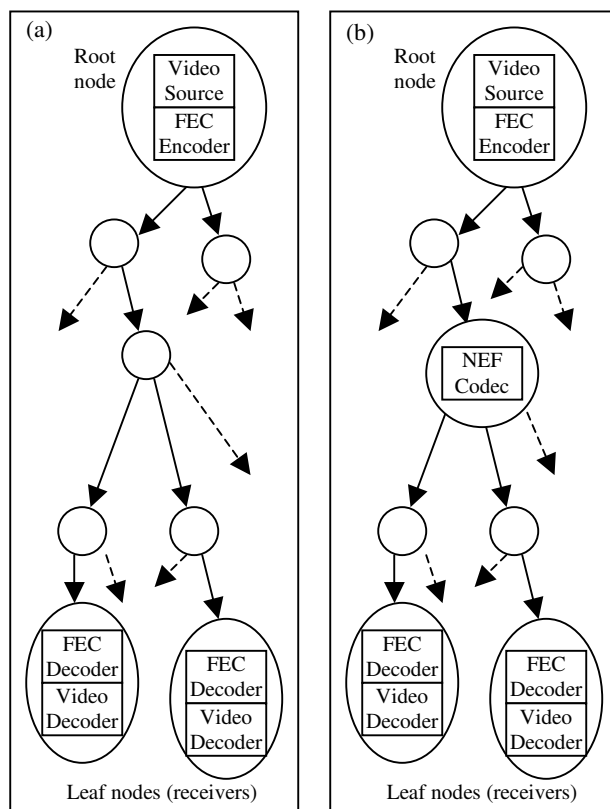 (a)
Root
node
Video
Source
FEC
Encoder
FEC
Decoder
Video
Decoder
FEC
Decoder
Video
Decoder
Leaf nodes (receivers)
(b)
Root
node
Video
Source
FEC
Encoder
NEF
Codec
FEC
Decoder
Video
Decoder
FEC
Decoder
Video
Decoder
Leaf nodes (receivers)